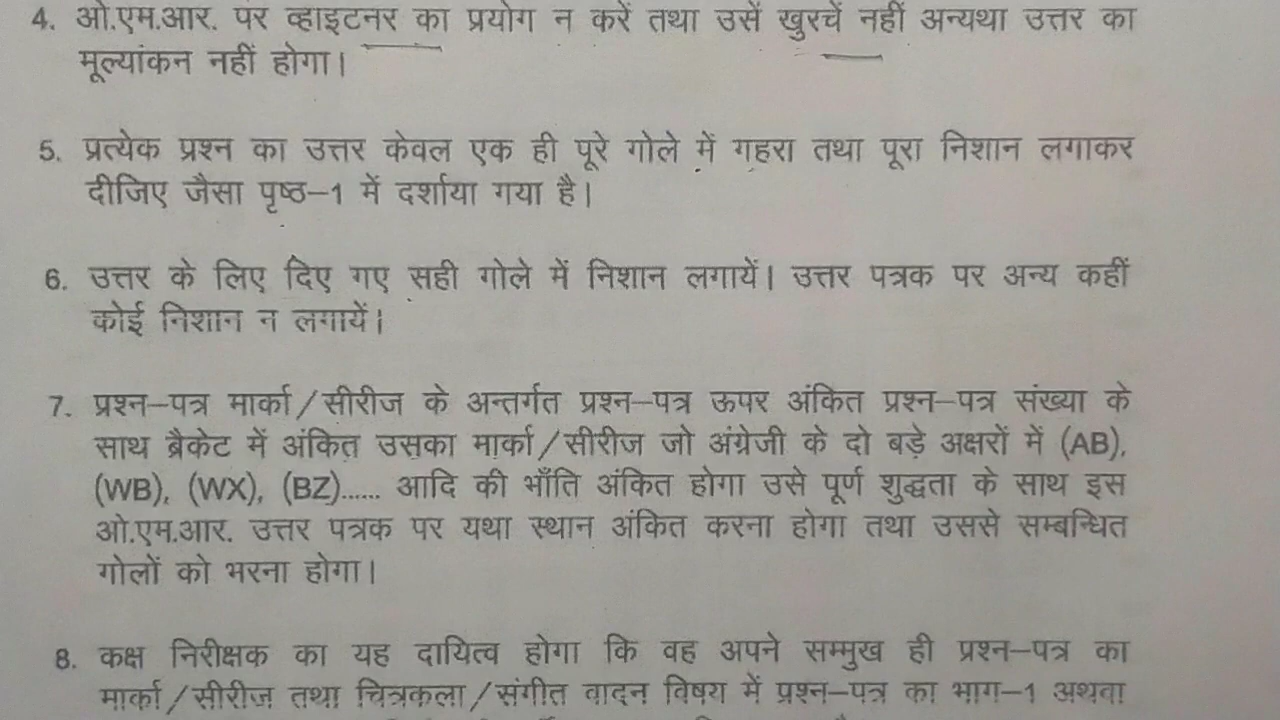 4. ओ.एम.आर. पर व्हाइटनर का प्रयोग न करें तथा उसें खुरचें नहीं अन्यथा उत्तर का
मूल्यांकन नहीं होगा।
5. प्रत्येक प्रश्न का उत्तर केवल एक ही पूरे गोले में गहरा तथा पूरा निशान लगाकर
दीजिए जैसा पृष्ठ–1 में दर्शाया गया है।
6. उत्तर के लिए दिए गए सही गोले में निशान लगायें। उत्तर पत्रक पर अन्य कहीं
कोई निशान न लगायें।
7. प्रश्न–पत्र मार्का/सीरीज के अन्तर्गत प्रश्न–पत्र ऊपर अंकित प्रश्न–पत्र संख्या के
साथ ब्रैकेट में अंकित उसका मार्का/सीरीज जो अंग्रेजी के दो बड़े अक्षरों में (AB),
(WB), (WX), (BZ)...... आदि की भाँति अंकित होगा उसे पूर्ण शुद्धता के साथ इस
ओ.एम.आर. उत्तर पत्रक पर यथा स्थान अंकित करना होगा तथा उससे सम्बन्धित
गोलों को भरना होगा।
8. कक्ष निरीक्षक का यह दायित्व होगा कि वह अपने सम्मुख ही प्रश्न–पत्र का
मार्का/सीरीज तथा चित्रकला/संगीत वादन विषय में प्रश्न–पत्र का भाग–1 अथवा